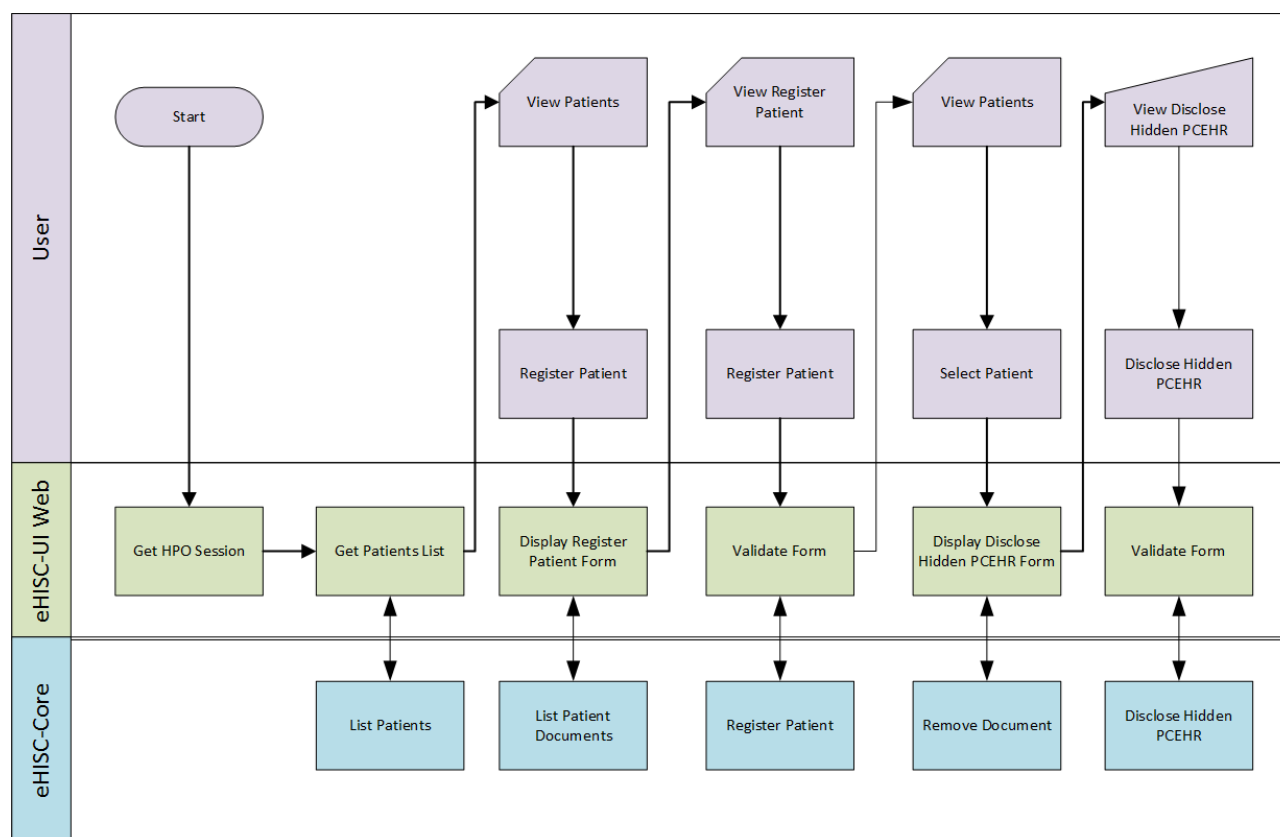 User
Start
View Patients
View Register
Patient
View Patients
View Disclose
Hidden PCEHR
Register Patient
Register Patient
Select Patient
Disclose Hidden
PCEHR
eHISC-UI Web
Get HPO Session
Get Patients List
Display Register
Patient Form
Validate Form
Display Disclose
Hidden PCEHR Form
Validate Form
eHISC-Core
List Patients
List Patient
Documents
Register Patient
Remove Document
Disclose Hidden
PCEHR